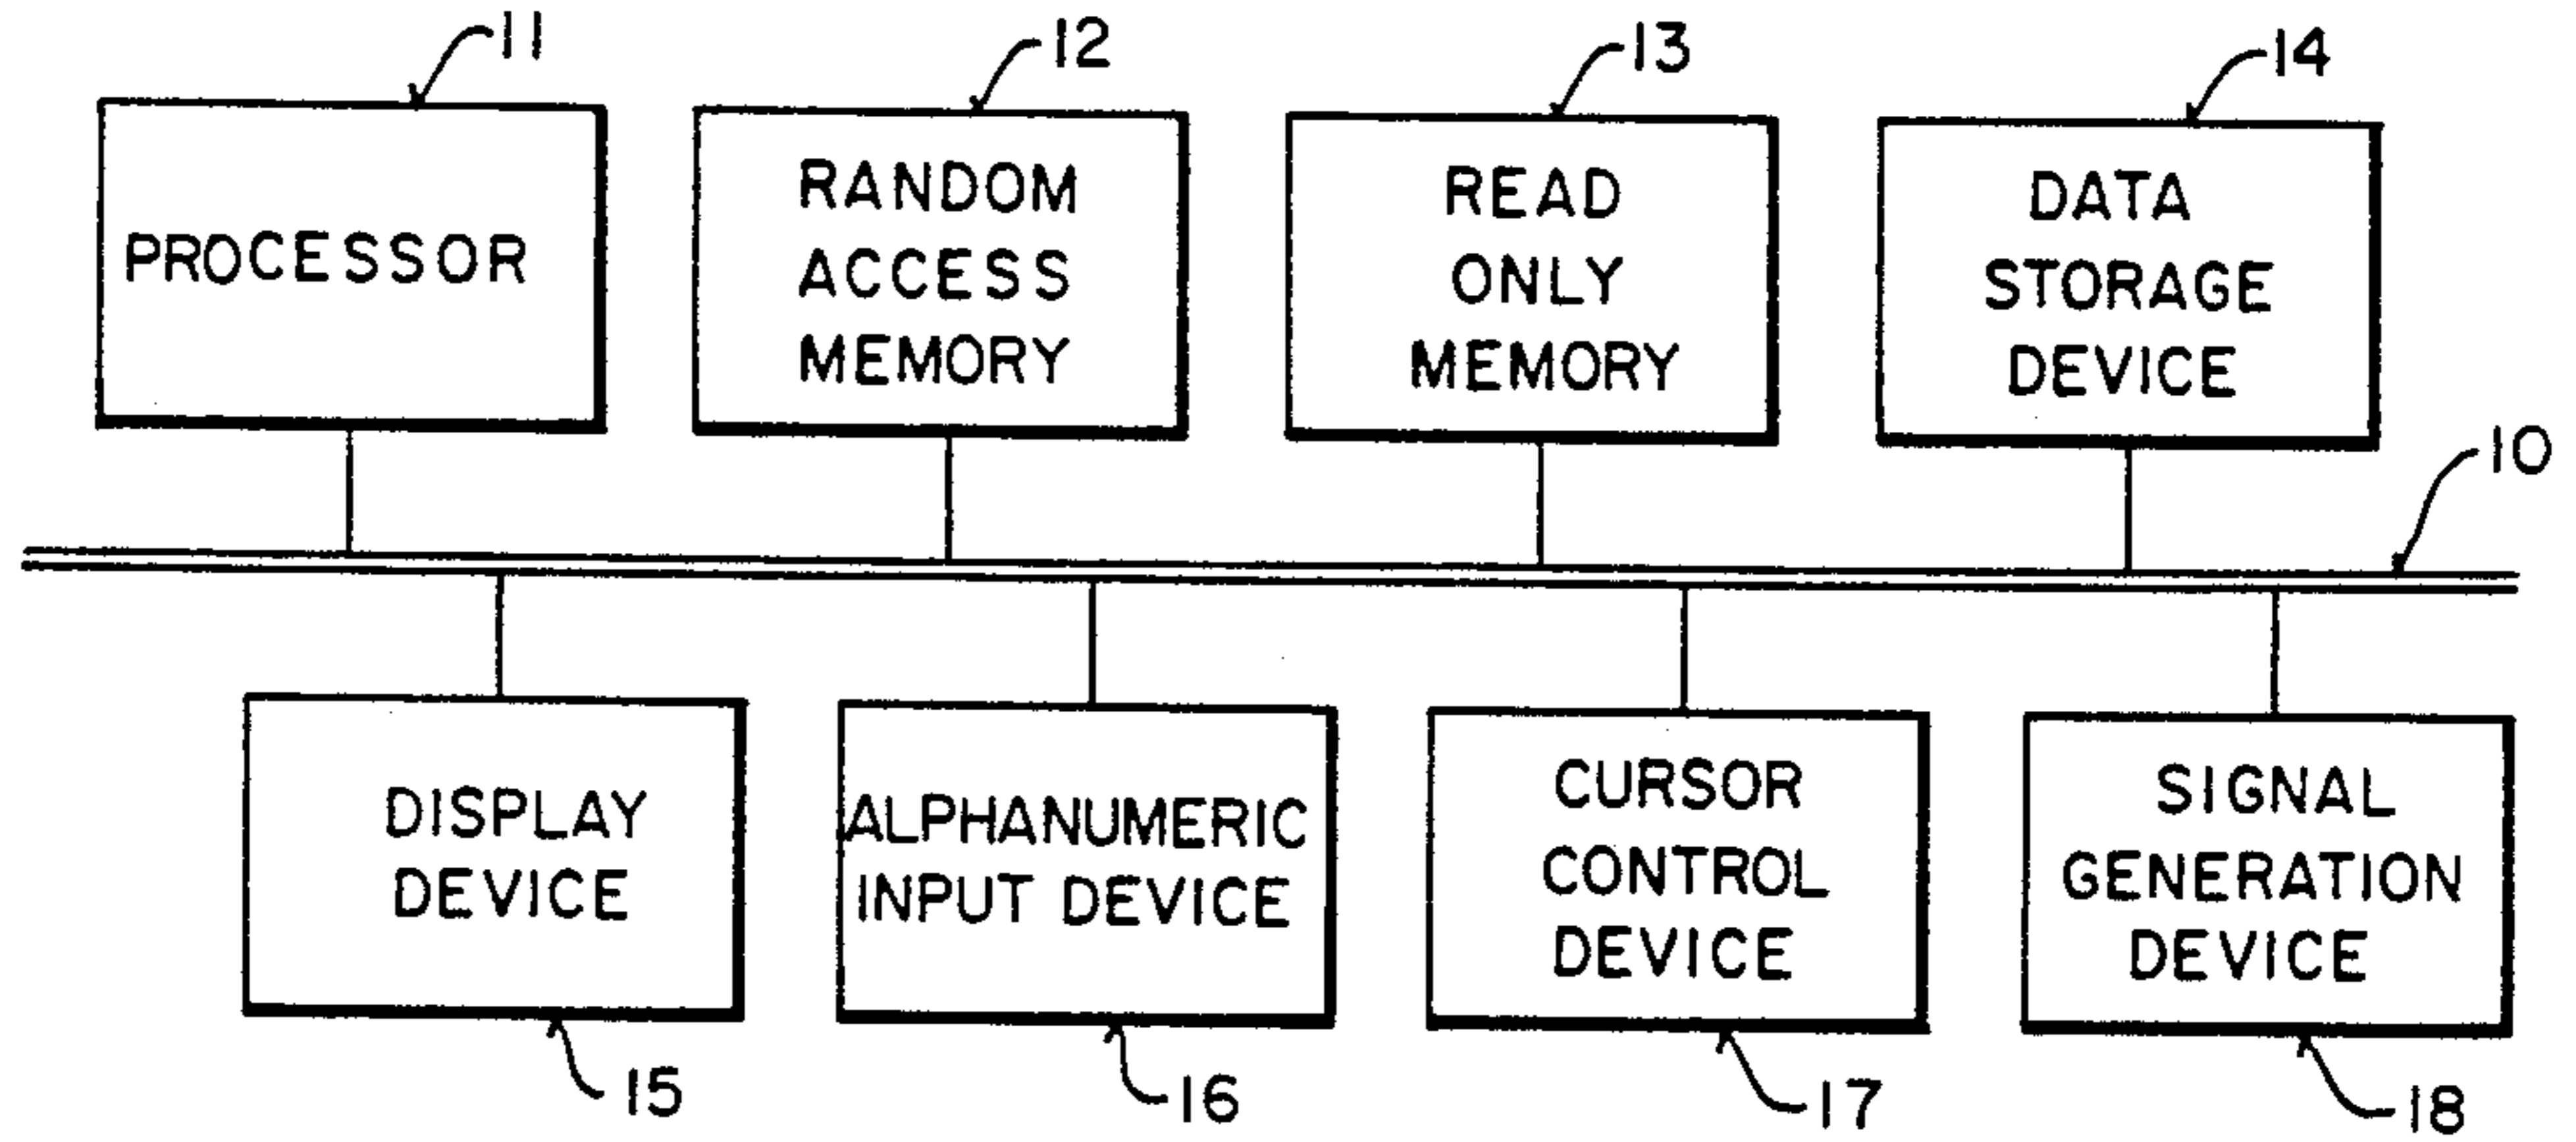 11
12
13
14
PROCESSOR
RANDOM
ACCESS
MEMORY
READ
ONLY
MEMORY
DATA
STORAGE
DEVICE
10
DISPLAY
DEVICE
ALPHANUMERIC
INPUT DEVICE
CURSOR
CONTROL
DEVICE
SIGNAL
GENERATION
DEVICE
15
16
17
18